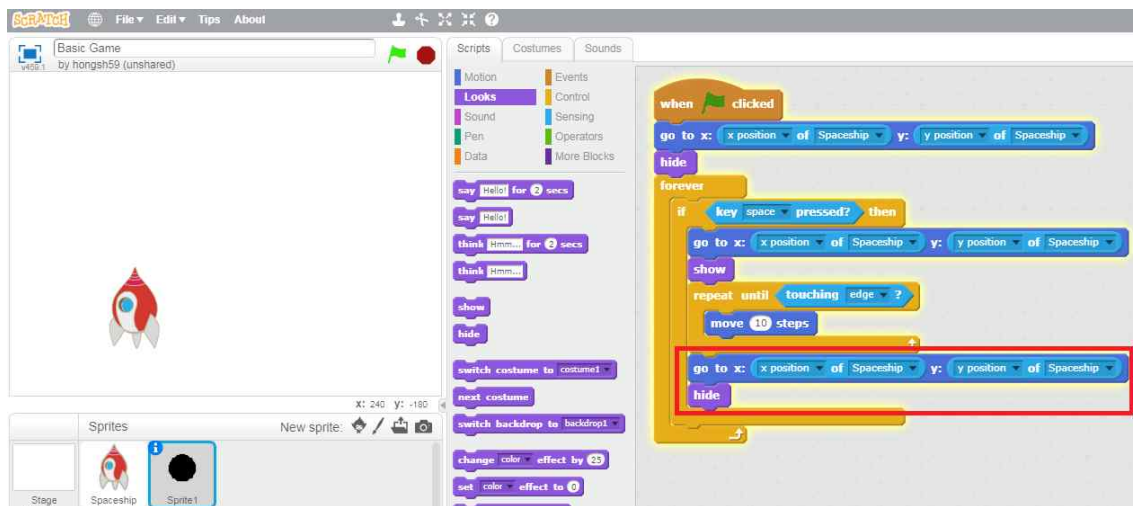 SCRATCH File▾ Edit▾ Tips About
Basic Game
v459.1 by hongsh59 (unshared)
x: 240 y: -180
Sprites New sprite:
Stage Spaceship Sprite1
Scripts Costumes Sounds
Motion Events
Looks Control
Sound Sensing
Pen Operators
Data More Blocks
say Hello! for 2 secs
say Hello!
think Hmm... for 2 secs
think Hmm...
show
hide
switch costume to costume1
next costume
switch backdrop to backdrop1
change color effect by 25
set color effect to 0
when clicked
go to x: x position of Spaceship y: y position of Spaceship
hide
forever
if key space pressed? then
go to x: x position of Spaceship y: y position of Spaceship
show
repeat until touching edge ?
move 10 steps
go to x: x position of Spaceship y: y position of Spaceship
hide